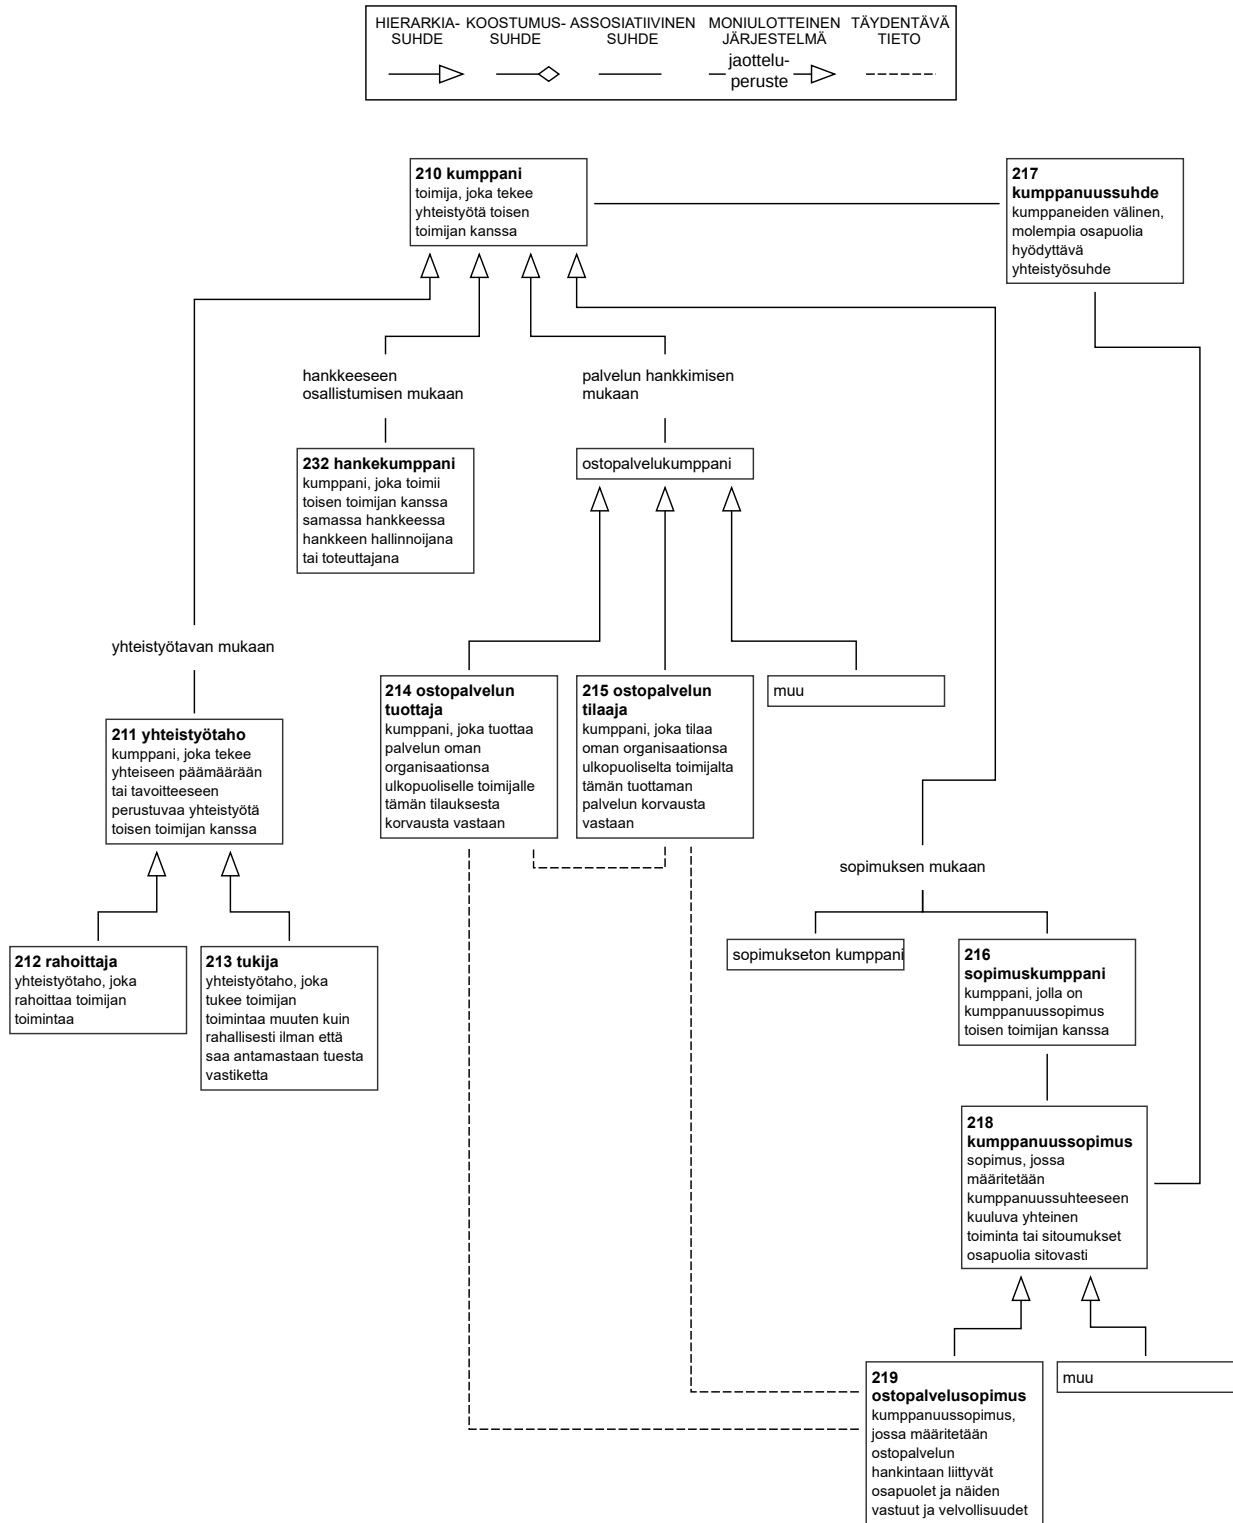 HIERARKIA-
SUHDE
KOOSTUMUS-
SUHDE
ASSOSIATIIVINEN
SUHDE
MONIULOTTEINEN
JÄRJESTELMÄ
jaottelu-
peruste
TÄYDENTÄVÄ
TIETO
210 kumppani
toimija, joka tekee
yhteistyötä toisen
toimijan kanssa
217
kumppanuussuhde
kumppaneiden välinen,
molempia osapuolia
hyödyttävä
yhteistyösuhde
hankkeeseen
osallistumisen mukaan
palvelun hankkimisen
mukaan
232 hankekumppani
kumppani, joka toimii
toisen toimijan kanssa
samassa hankkeessa
hankkeen hallinnoijana
tai toteuttajana
ostopalvelukumppani
yhteistyötavan mukaan
214 ostopalvelun
tuottaja
kumppani, joka tuottaa
palvelun oman
organisaationsa
ulkopuoliselle toimijalle
tämän tilauksesta
korvausta vastaan
215 ostopalvelun
tilaaja
kumppani, joka tilaa
oman organisaationsa
ulkopuoliselta toimijalta
tämän tuottaman
palvelun korvausta
vastaan
muu
211 yhteistyötaho
kumppani, joka tekee
yhteiseen päämäärään
tai tavoitteeseen
perustuvaa yhteistyötä
toisen toimijan kanssa
sopimuksen mukaan
212 rahoittaja
yhteistyötaho, joka
rahoittaa toimijan
toimintaa
213 tukija
yhteistyötaho, joka
tukee toimijan
toimintaa muuten kuin
rahallisesti ilman että
saa antamastaan tuesta
vastiketta
sopimukseton kumppani
216
sopimuskumppani
kumppani, jolla on
kumppanuussopimus
toisen toimijan kanssa
218
kumppanuussopimus
sopimus, jossa
määritetään
kumppanuussuhteeseen
kuuluva yhteinen
toiminta tai sitoumukset
osapuolia sitovasti
219
ostopalvelusopimus
kumppanuussopimus,
jossa määritetään
ostopalvelun
hankintaan liittyvät
osapuolet ja näiden
vastuut ja velvollisuudet
muu